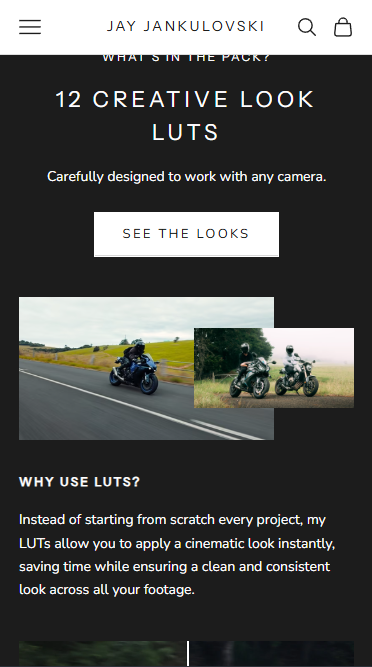 JAY JANKULOVSKI
WHAT'S IN THE PACK?
12 CREATIVE LOOK
LUTS
Carefully designed to work with any camera.
SEE THE LOOKS
WHY USE LUTS?
Instead of starting from scratch every project, my
LUTs allow you to apply a cinematic look instantly,
saving time while ensuring a clean and consistent
look across all your footage.